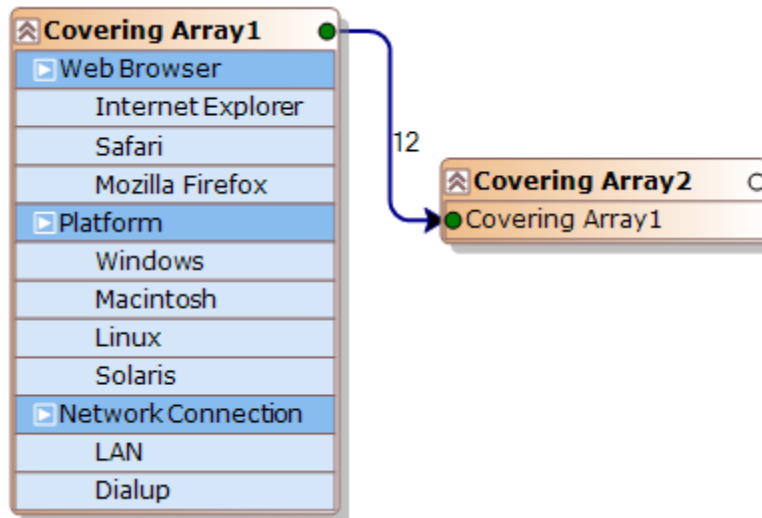 Covering Array1
Web Browser
Internet Explorer
Safari
Mozilla Firefox
Platform
Windows
Macintosh
Linux
Solaris
Network Connection
LAN
Dialup
12
Covering Array2
Covering Array1